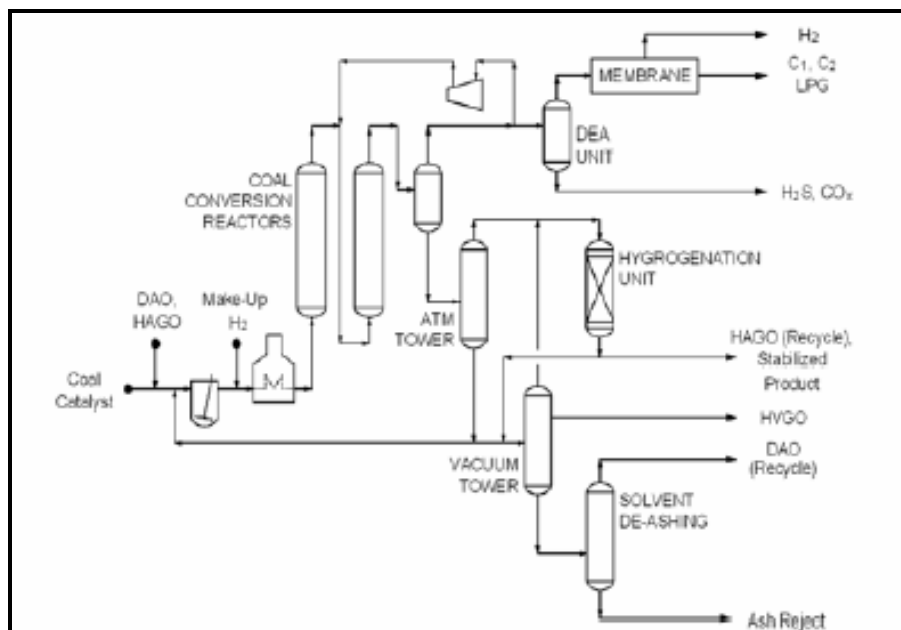 H₂
C₁, C₂
LPG
MEMBRANE
DEA
UNIT
COAL
CONVERSION
REACTORS
H₂S, COₓ
HYGROGENATION
UNIT
ATM
TOWER
DAO,
HAGO
Make-Up
H₂
HAGO (Recycle),
Stabilized
Product
Coal
Catalyst
HVGO
VACUUM
TOWER
DAO
(Recycle)
SOLVENT
DE-ASHING
Ash Reject